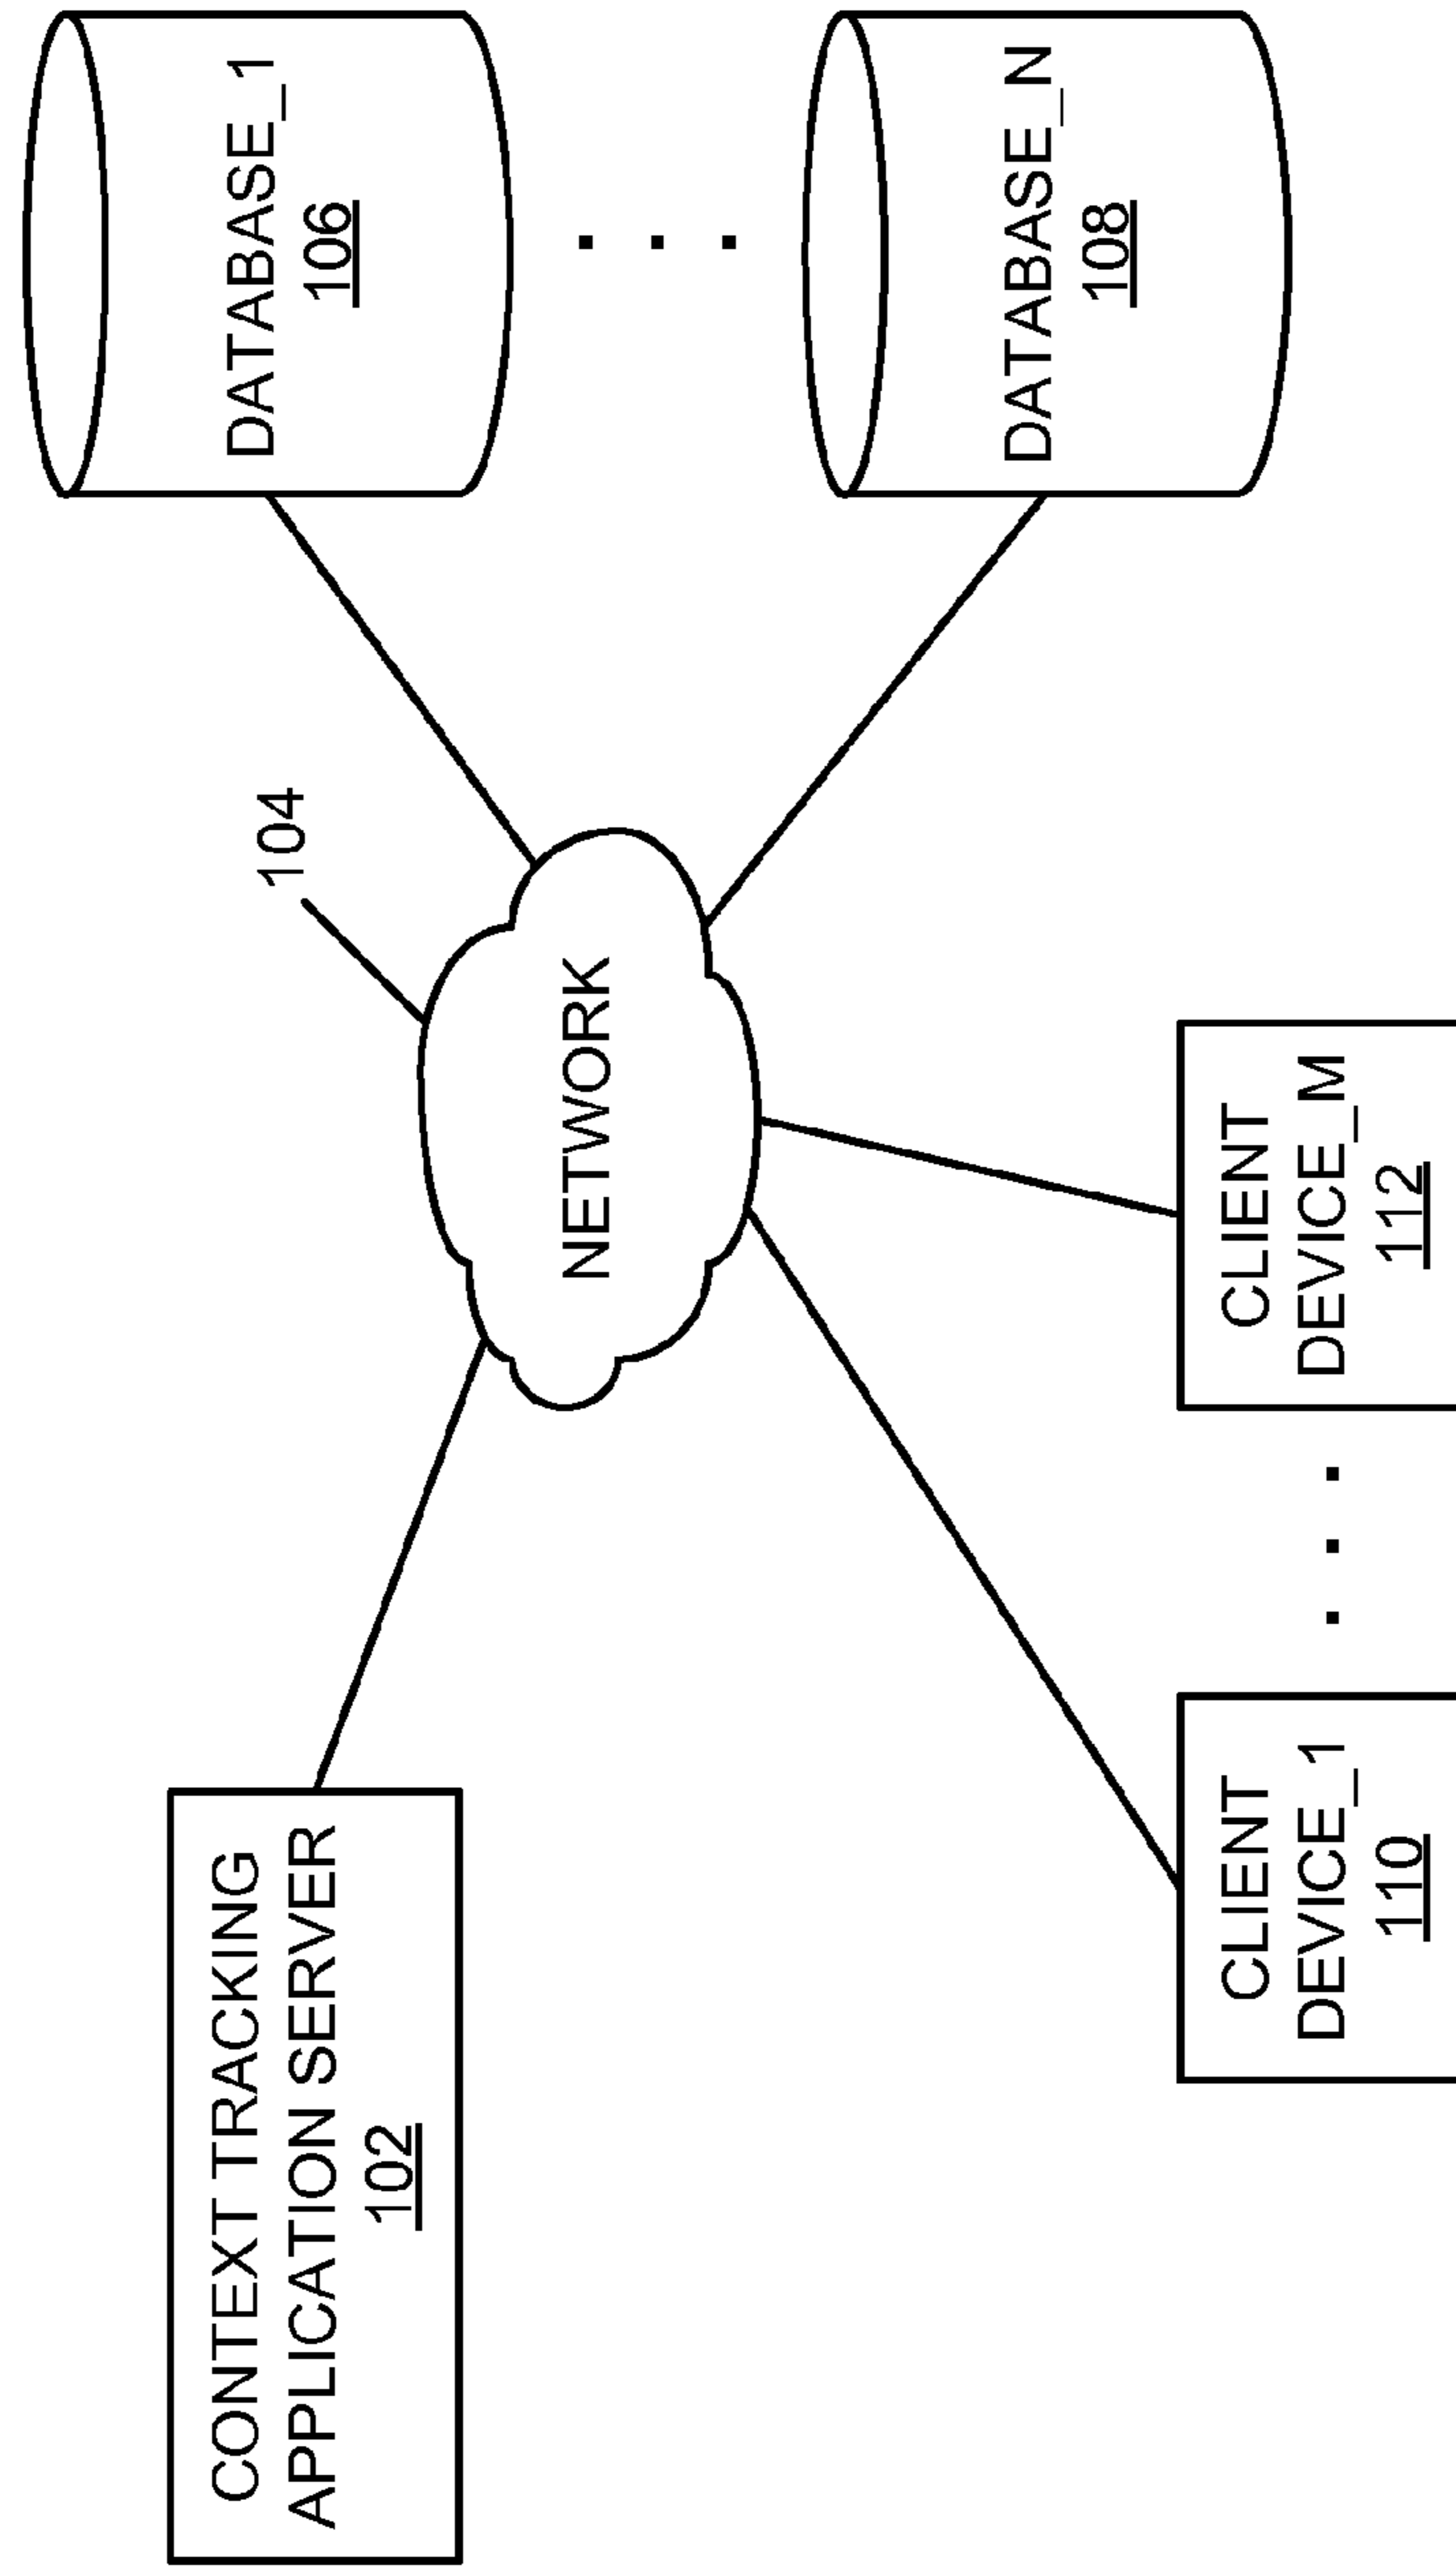 CONTEXT TRACKING
APPLICATION SERVER
102
104
NETWORK
DATABASE_1
106
DATABASE_N
108
CLIENT
DEVICE_1
110
CLIENT
DEVICE_M
112